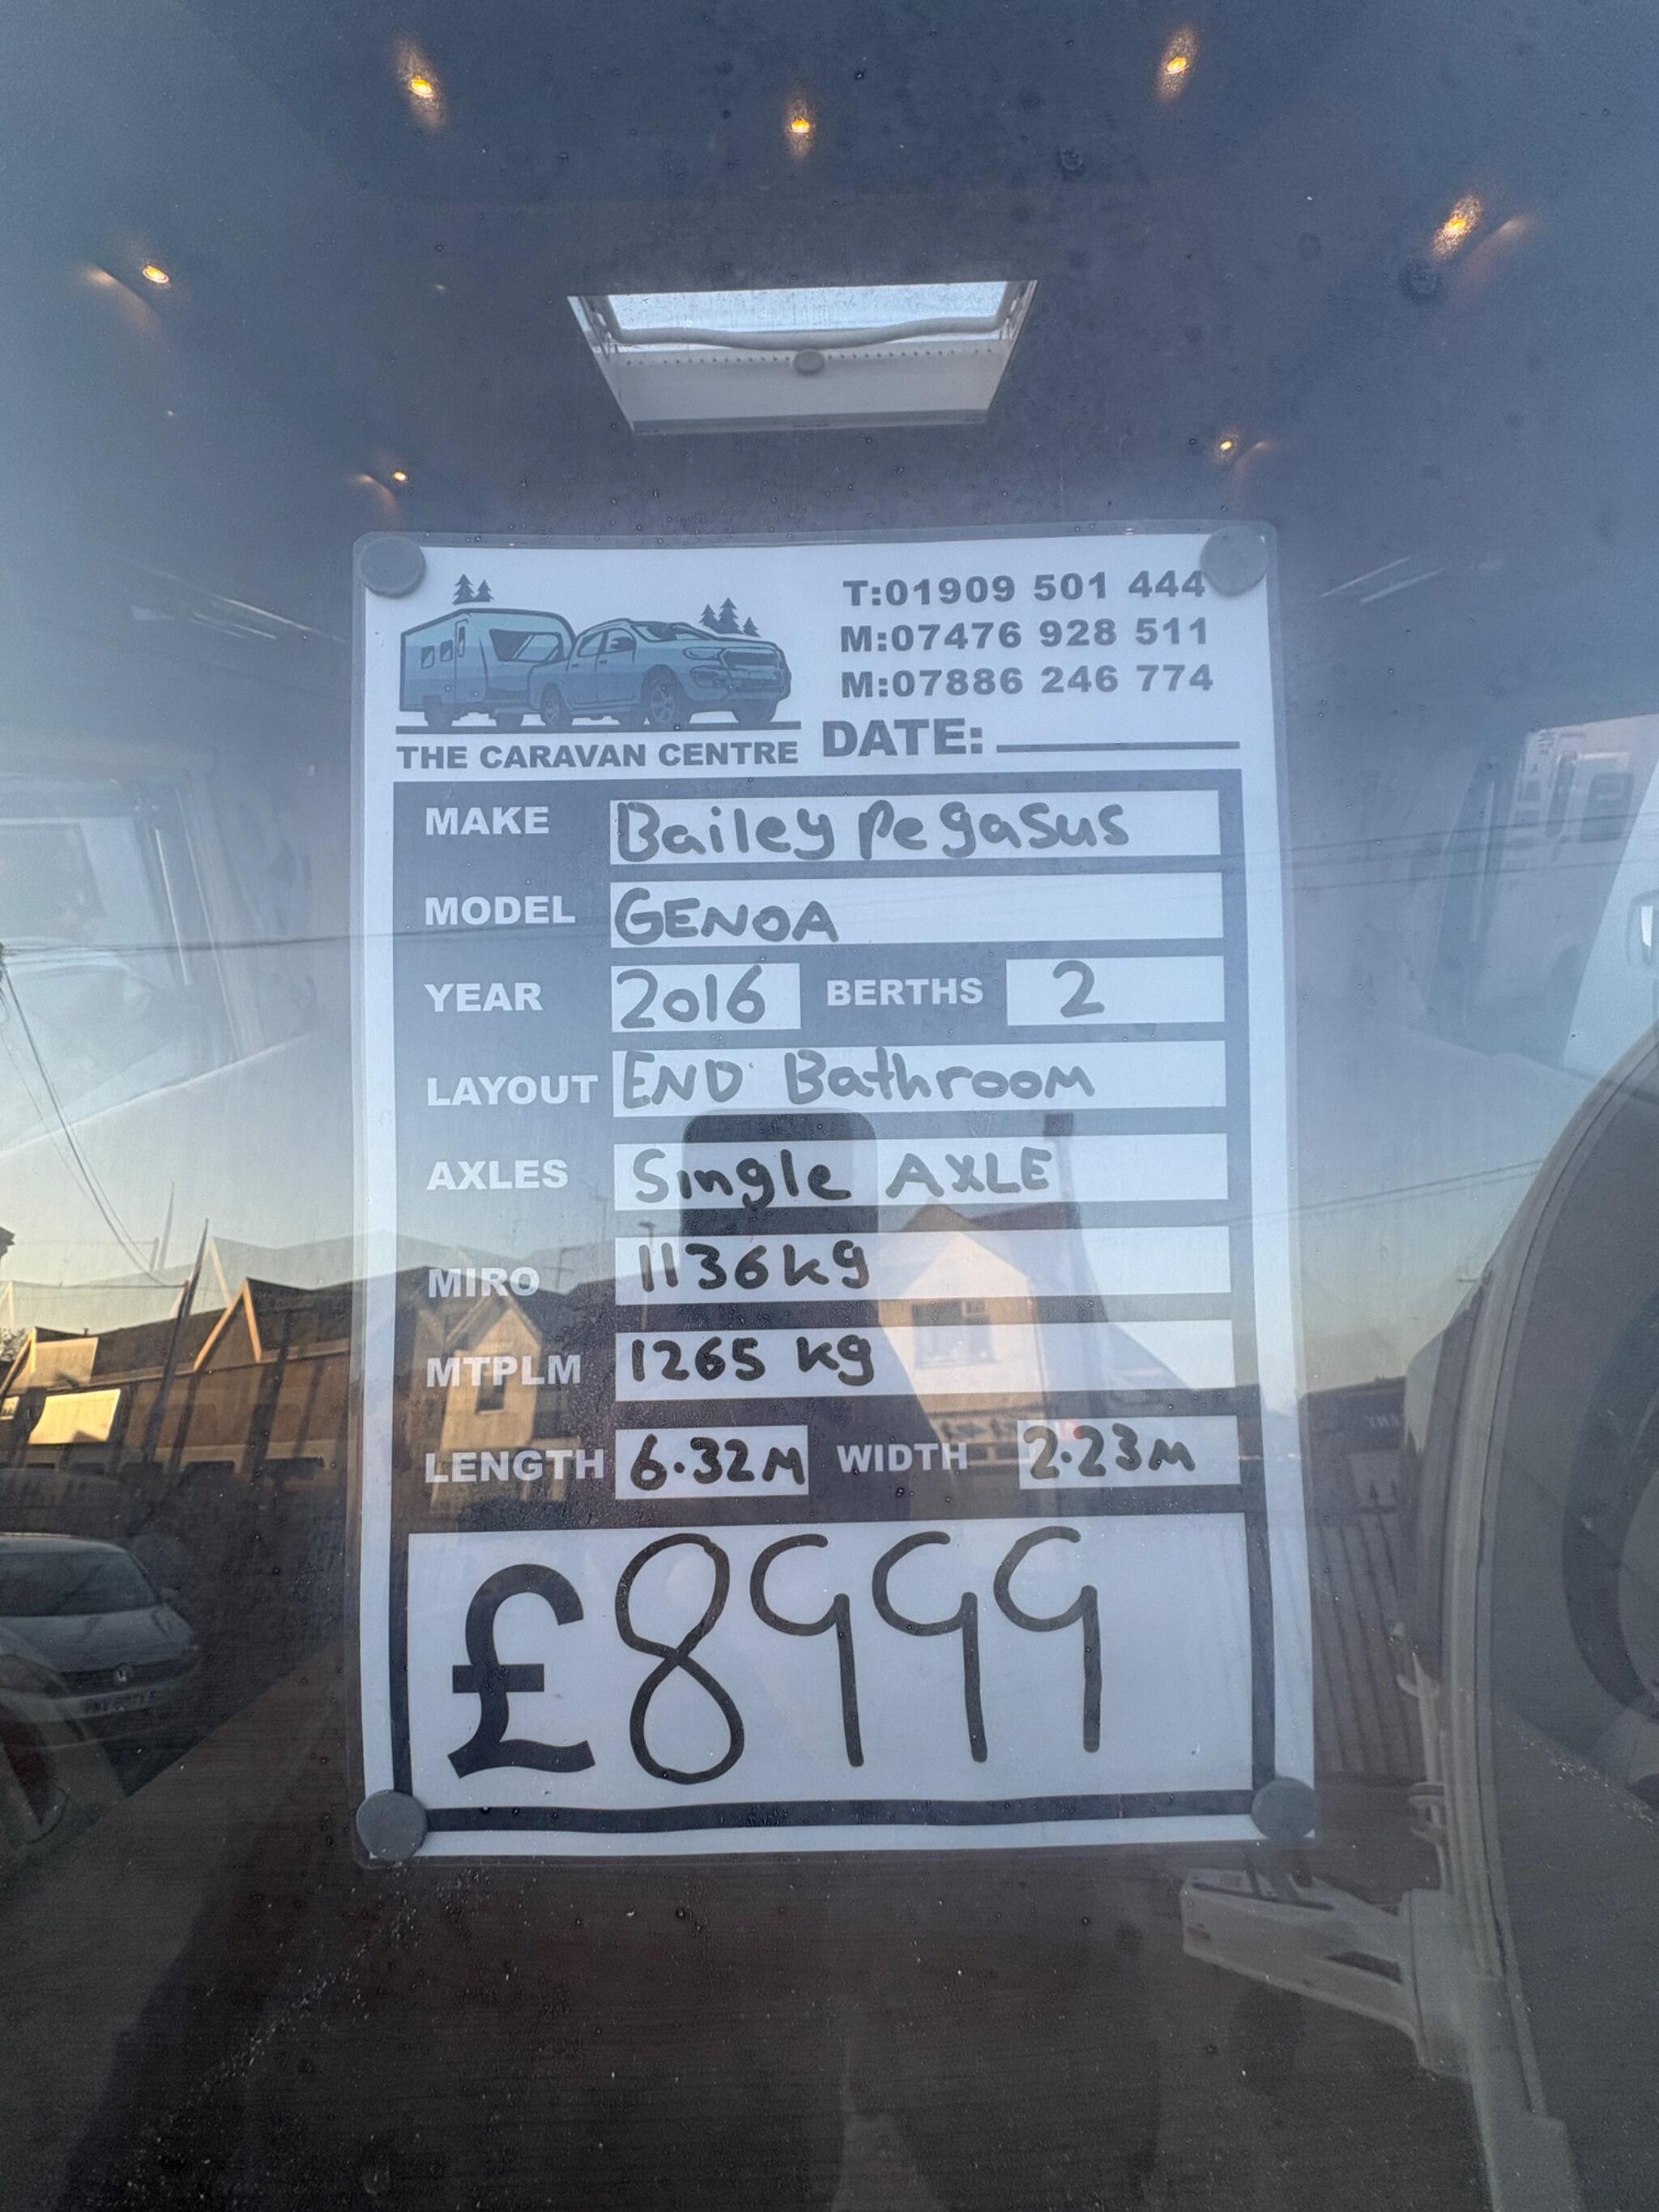 T:01909 501 444
M:07476 928 511
M:07886 246 774
THE CARAVAN CENTRE
DATE:
MAKE Bailey Pegasus
MODEL GENOA
YEAR 2016 BERTHS 2
LAYOUT END Bathroom
AXLES Single AXLE
MIRO 1136kg
MTPLM 1265 kg
LENGTH 6.32M WIDTH 2.23M
£8999